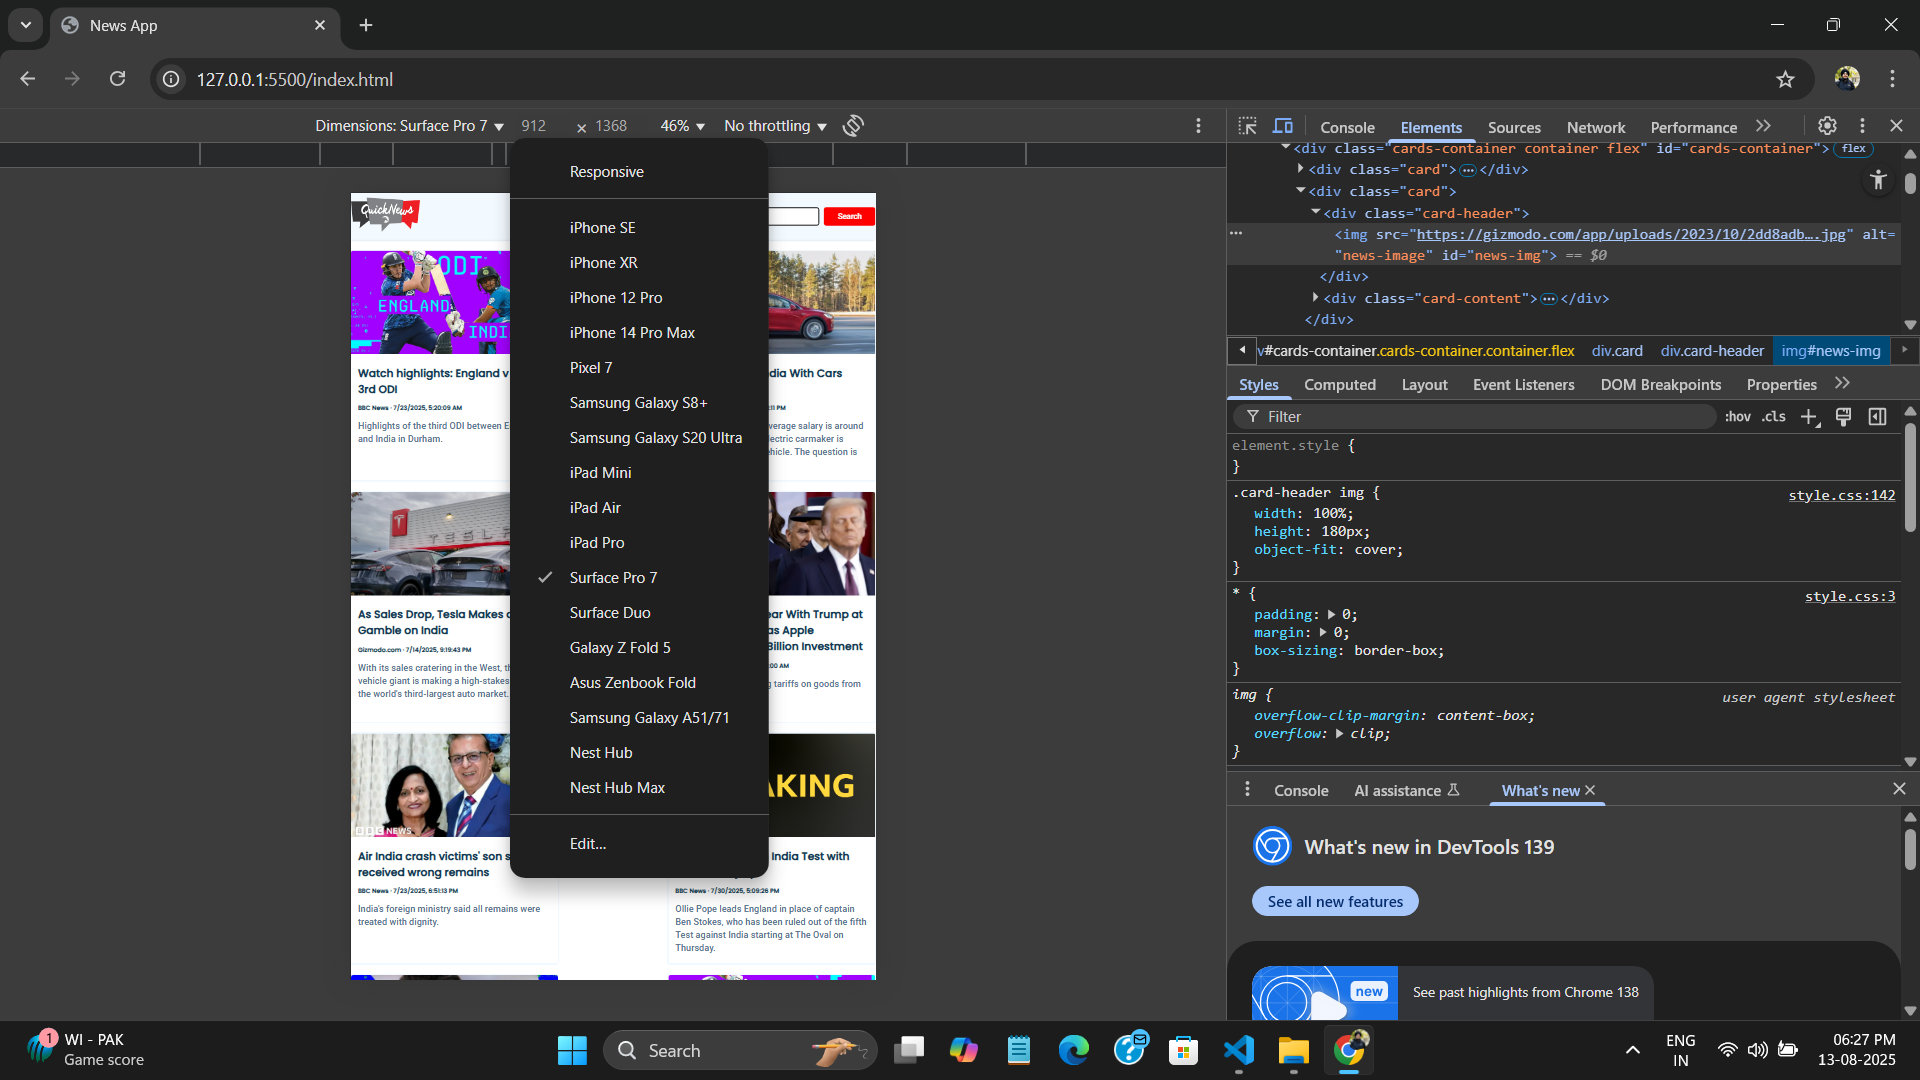 News App
127.0.0.1:5500/index.html
Dimensions: Surface Pro 7 912 × 1368 46% No throttling
Console Elements Sources Network Performance
QuickNews
Search
ODI
ENGLAND
INDI
Watch highlights: England v
3rd ODI
BBC News · 7/23/2025, 5:20:09 AM
Highlights of the third ODI between E
and India in Durham.
dia With Cars
11 PM
verage salary is around
lectric carmaker is
hicle. The question is
TESL
As Sales Drop, Tesla Makes
Gamble on India
Gizmodo.com · 7/14/2025, 9:19:43 PM
With its sales cratering in the West, th
vehicle giant is making a high-stakes
the world's third-largest auto market.
ar With Trump at
as Apple
Billion Investment
:00 AM
g tariffs on goods from
NEWS
Air India crash victims' son s
received wrong remains
BBC News · 7/23/2025, 6:51:13 PM
India's foreign ministry said all remains were
treated with dignity.
AKING
India Test with
BBC News · 7/30/2025, 5:09:26 PM
Ollie Pope leads England in place of captain
Ben Stokes, who has been ruled out of the fifth
Test against India starting at The Oval on
Thursday.
Responsive
iPhone SE
iPhone XR
iPhone 12 Pro
iPhone 14 Pro Max
Pixel 7
Samsung Galaxy S8+
Samsung Galaxy S20 Ultra
iPad Mini
iPad Air
iPad Pro
Surface Pro 7
Surface Duo
Galaxy Z Fold 5
Asus Zenbook Fold
Samsung Galaxy A51/71
Nest Hub
Nest Hub Max
Edit...
<div class="cards-container container flex" id="cards-container"> flex
<div class="card"> ••• </div>
<div class="card">
<div class="card-header">
<img src="https://gizmodo.com/app/uploads/2023/10/2dd8adb….jpg" alt=
"news-image" id="news-img"> == $0
</div>
<div class="card-content"> ••• </div>
</div>
v#cards-container.cards-container.container.flex div.card div.card-header img#news-img
Styles Computed Layout Event Listeners DOM Breakpoints Properties
Filter :hov .cls
element.style {
}
.card-header img { style.css:142
width: 100%;
height: 180px;
object-fit: cover;
}
* { style.css:3
padding: 0;
margin: 0;
box-sizing: border-box;
}
img { user agent stylesheet
overflow-clip-margin: content-box;
overflow: clip;
}
Console AI assistance What's new
What's new in DevTools 139
See all new features
new
See past highlights from Chrome 138
1
WI - PAK
Game score
Search
ENG
IN
06:27 PM
13-08-2025